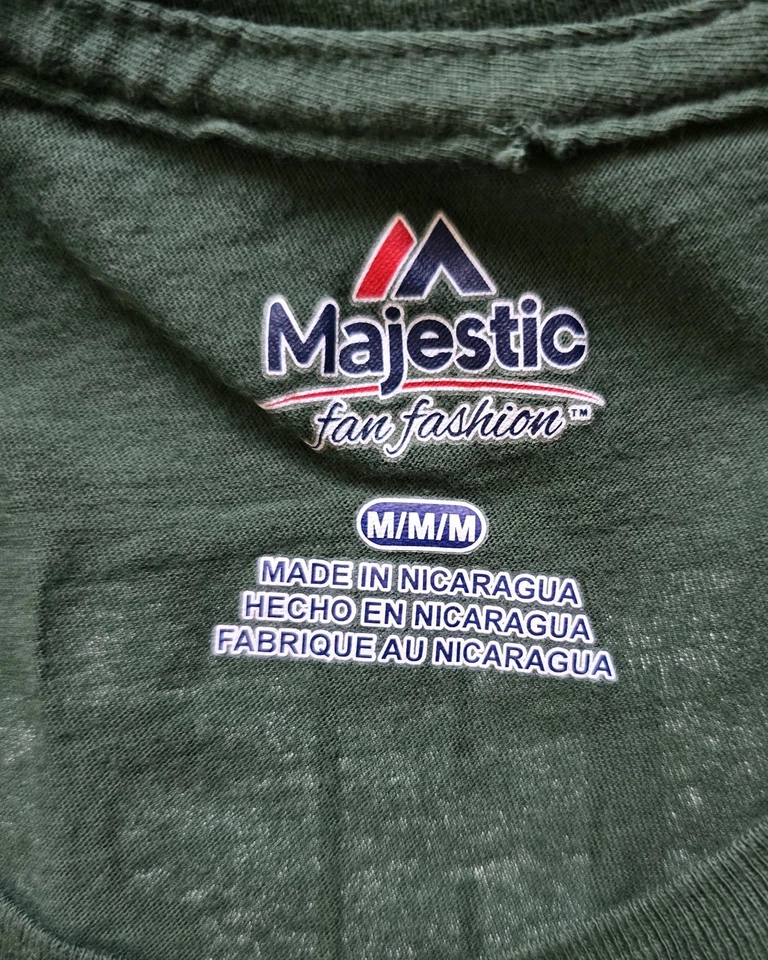 Majestic
fan fashion™
M/M/M
MADE IN NICARAGUA
HECHO EN NICARAGUA
FABRIQUE AU NICARAGUA